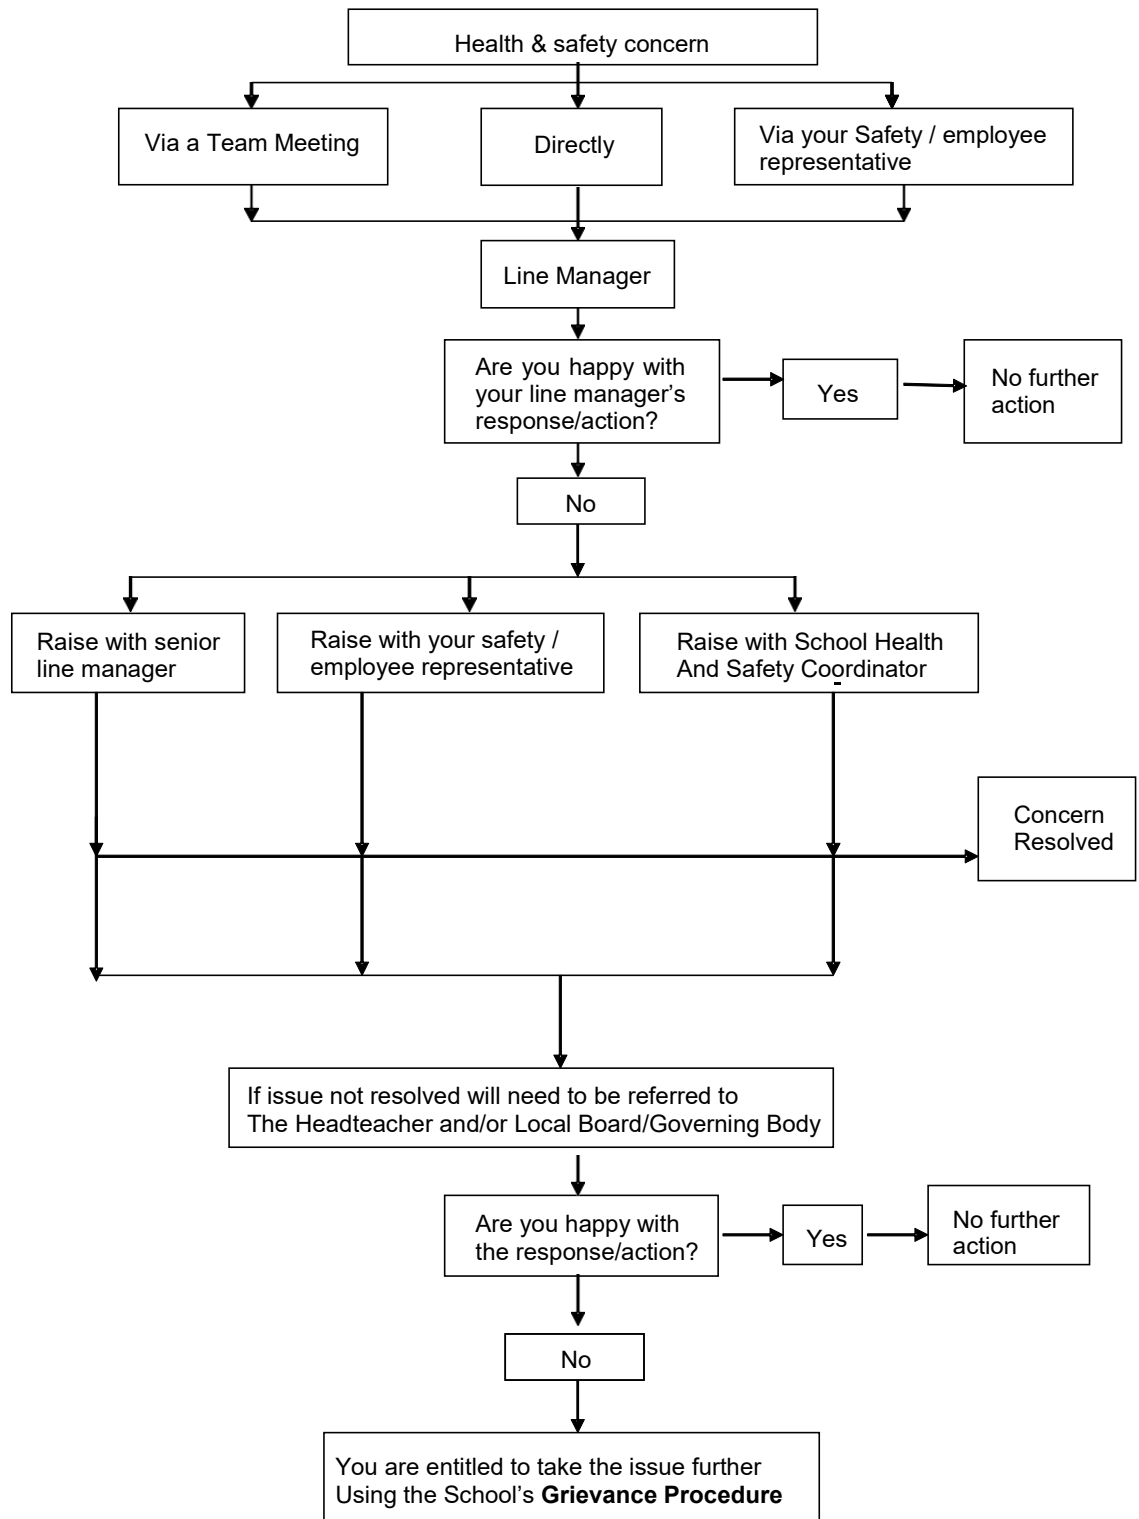 Health & safety concern
Via a Team Meeting
Directly
Via your Safety / employee
representative
Line Manager
Are you happy with
your line manager’s
response/action?
Yes
No further
action
No
Raise with senior
line manager
Raise with your safety /
employee representative
Raise with School Health
And Safety Coordinator
Concern
Resolved
If issue not resolved will need to be referred to
The Headteacher and/or Local Board/Governing Body
Are you happy with
the response/action?
Yes
No further
action
No
You are entitled to take the issue further
Using the School’s Grievance Procedure